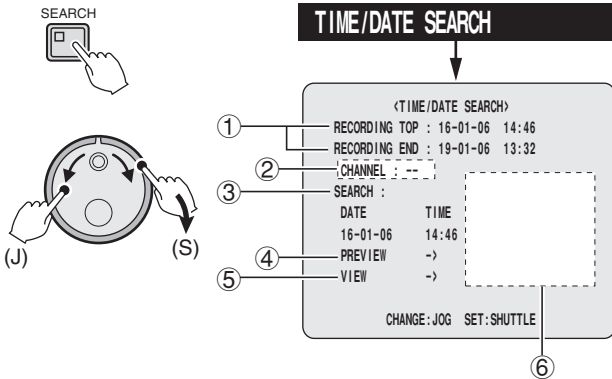 SEARCH
TIME/DATE SEARCH
<TIME/DATE SEARCH>
① RECORDING TOP : 16-01-06 14:46
RECORDING END : 19-01-06 13:32
② CHANNEL : --
③ SEARCH :
DATE TIME
16-01-06 14:46
④ PREVIEW ->
⑤ VIEW ->
CHANGE:JOG SET:SHUTTLE
⑥
(J)
(S)